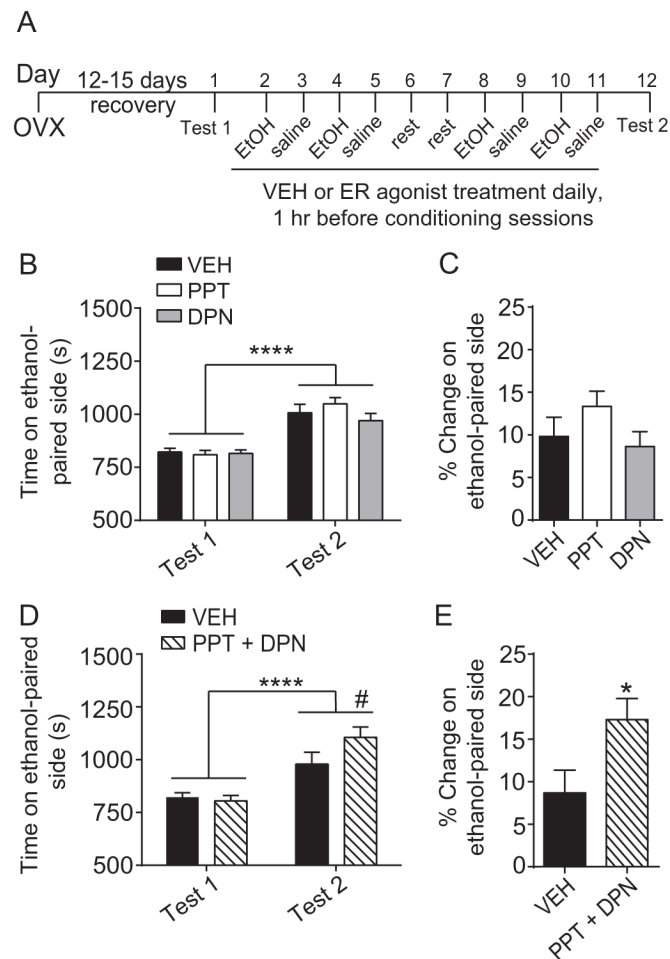 A
Day 12-15 days 1 2 3 4 5 6 7 8 9 10 11 12
OVX recovery Test 1 EtOH saline EtOH saline rest rest EtOH saline EtOH saline Test 2
VEH or ER agonist treatment daily,
1 hr before conditioning sessions
B
VEH
PPT
DPN
Time on ethanol-
paired side (s)
1500
1250
1000
750
500
****
Test 1 Test 2
C
% Change on
ethanol-paired side
25
20
15
10
5
0
VEH PPT DPN
D
VEH
PPT + DPN
Time on ethanol-paired
side (s)
1500
1250
1000
750
500
****
#
Test 1 Test 2
E
% Change on
ethanol-paired side
25
20
15
10
5
0
*
VEH PPT + DPN